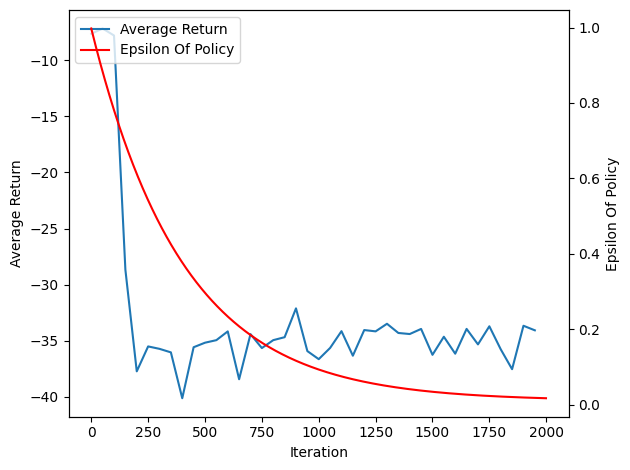 Average Return
Epsilon Of Policy
−10
−15
−20
−25
−30
−35
−40
Average Return
1.0
0.8
0.6
0.4
0.2
0.0
Epsilon Of Policy
0 250 500 750 1000 1250 1500 1750 2000
Iteration